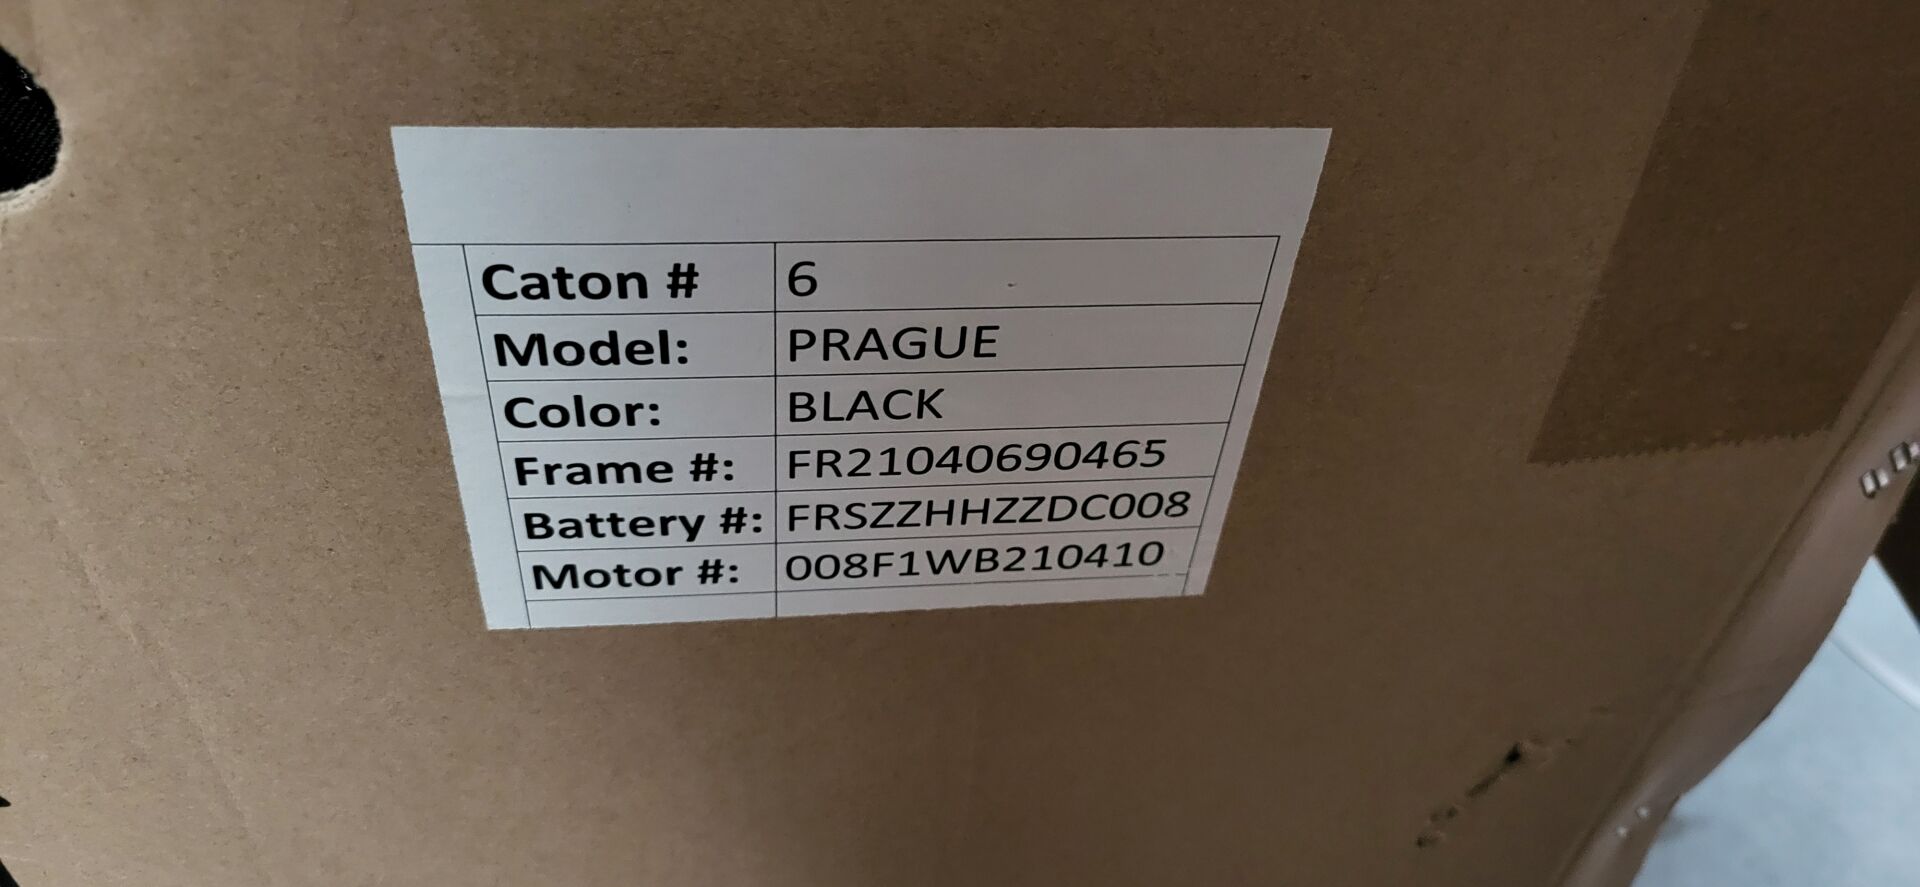 Caton # 6
Model: PRAGUE
Color: BLACK
Frame #: FR21040690465
Battery #: FRSZZHHZZDC008
Motor #: 008F1WB210410